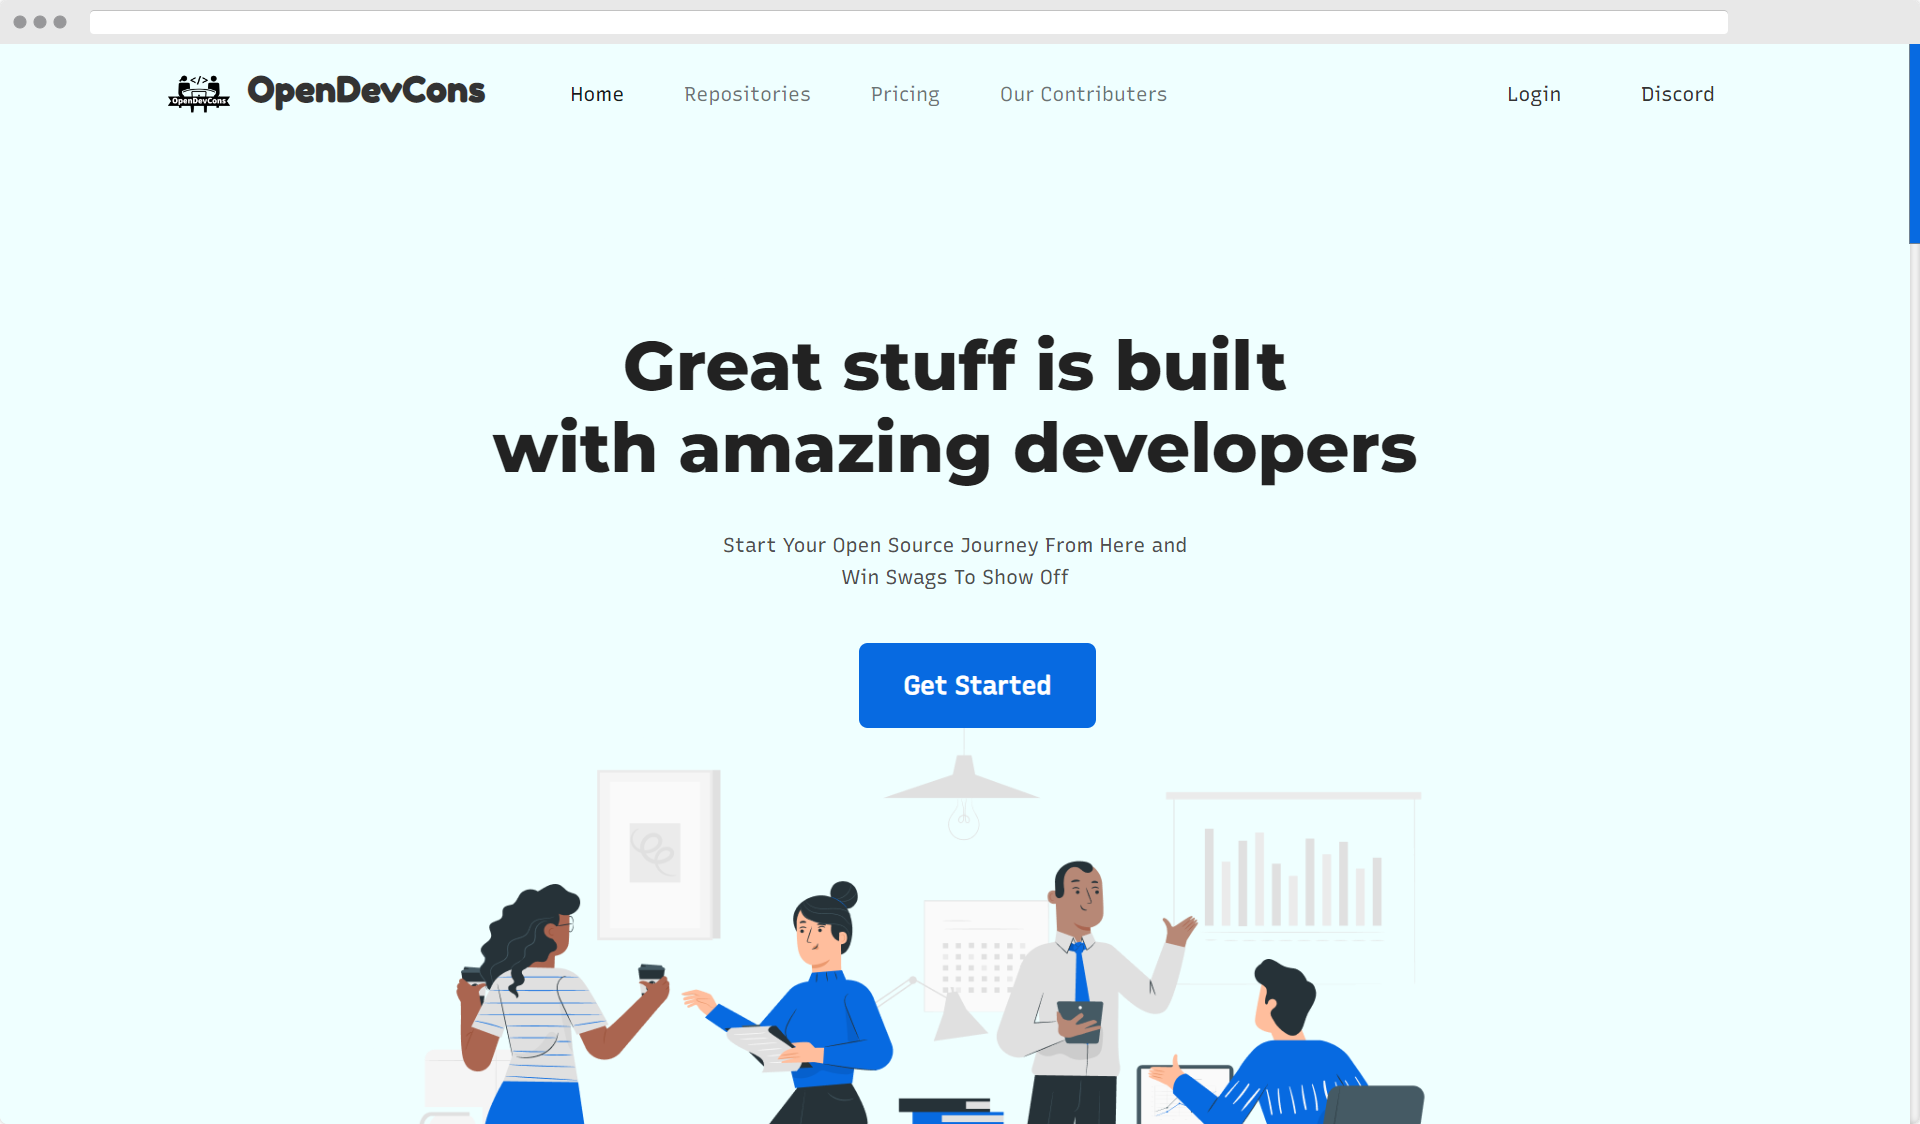 </>
OpenDevCons
OpenDevCons
Home
Repositories
Pricing
Our Contributers
Login
Discord
Great stuff is built
with amazing developers
Start Your Open Source Journey From Here and
Win Swags To Show Off
Get Started